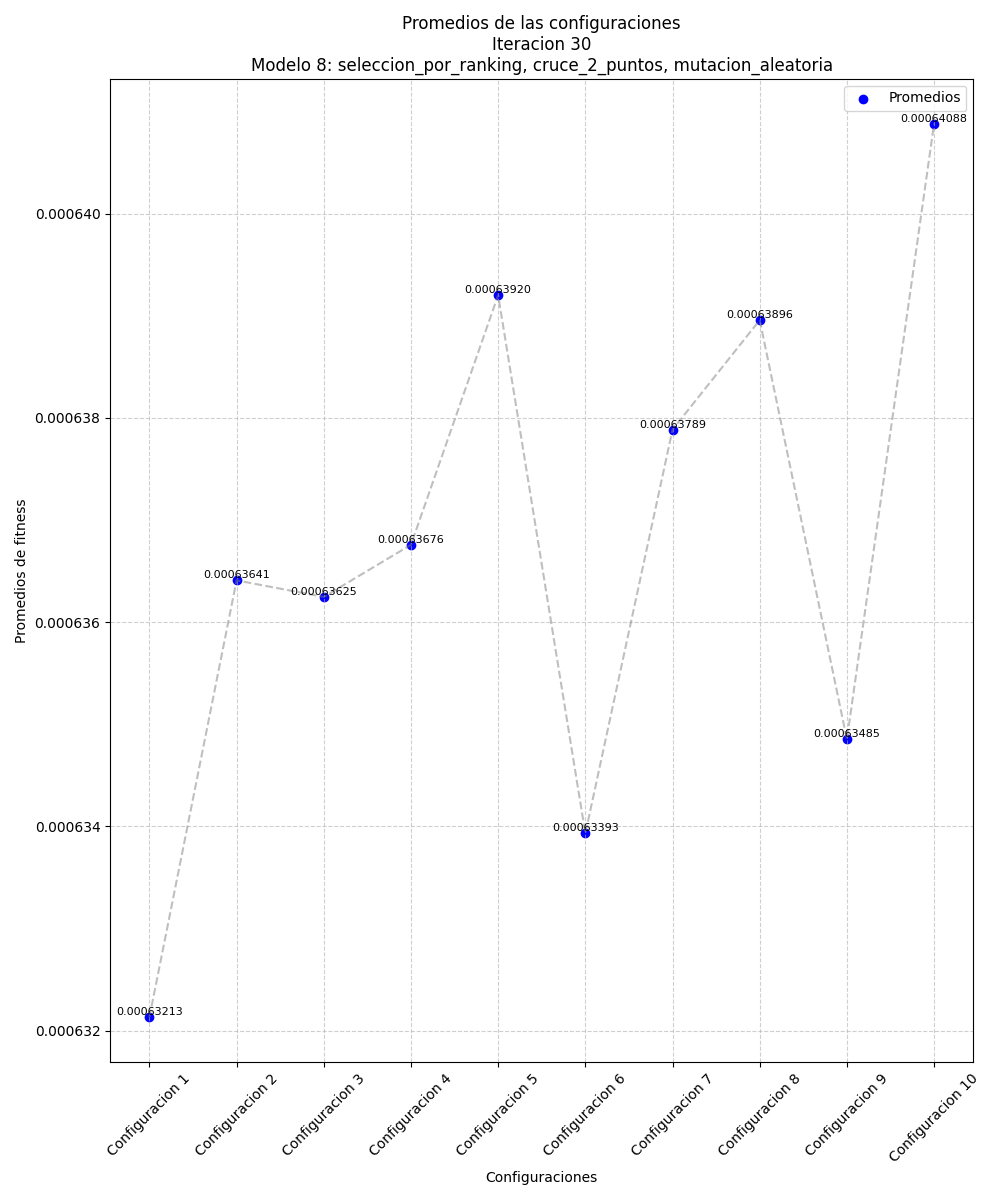 Promedios de las configuraciones
Iteracion 30
Modelo 8: seleccion_por_ranking, cruce_2_puntos, mutacion_aleatoria
Promedios
0.00064088
0.000640
0.00063920
0.00063896
0.000638
0.00063789
0.00063676
0.00063641
0.00063625
0.000636
0.00063485
0.000634
0.00063393
0.00063213
0.000632
Promedios de fitness
Configuracion 1
Configuracion 2
Configuracion 3
Configuracion 4
Configuracion 5
Configuracion 6
Configuracion 7
Configuracion 8
Configuracion 9
Configuracion 10
Configuraciones